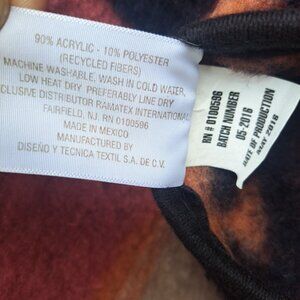 90% ACRYLIC - 10% POLYESTER
(RECYCLED FIBERS)
MACHINE WASHABLE, WASH IN COLD WATER,
LOW HEAT DRY. PREFERABLY LINE DRY
CLUSIVE DISTRIBUTOR RAMATEX INTERNATIONAL
FAIRFIELD, NJ. RN 0100596
MADE IN MEXICO
MANUFACTURED BY
DISEÑO Y TECNICA TEXTIL S.A. DE C.V.
RN # 0100596
BATCH NUMBER
05-2016
DATE OF PRODUCTION
MAY 2016